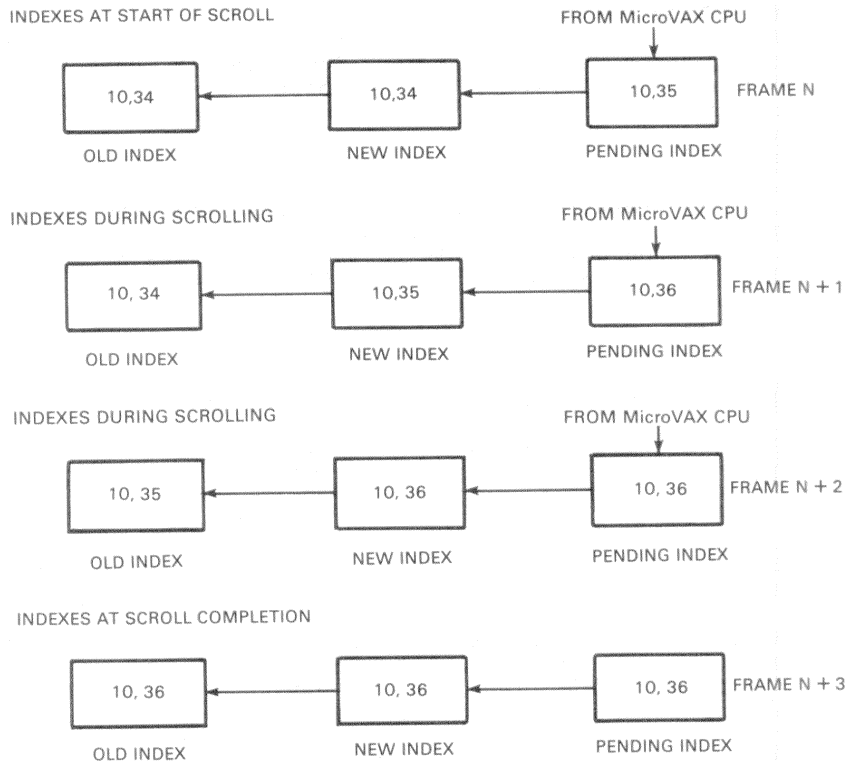 INDEXES AT START OF SCROLL
FROM MicroVAX CPU
10,34
10,34
10,35
FRAME N
OLD INDEX
NEW INDEX
PENDING INDEX
INDEXES DURING SCROLLING
FROM MicroVAX CPU
10, 34
10,35
10,36
FRAME N + 1
OLD INDEX
NEW INDEX
PENDING INDEX
INDEXES DURING SCROLLING
FROM MicroVAX CPU
10, 35
10, 36
10, 36
FRAME N + 2
OLD INDEX
NEW INDEX
PENDING INDEX
INDEXES AT SCROLL COMPLETION
10, 36
10, 36
10, 36
FRAME N + 3
OLD INDEX
NEW INDEX
PENDING INDEX